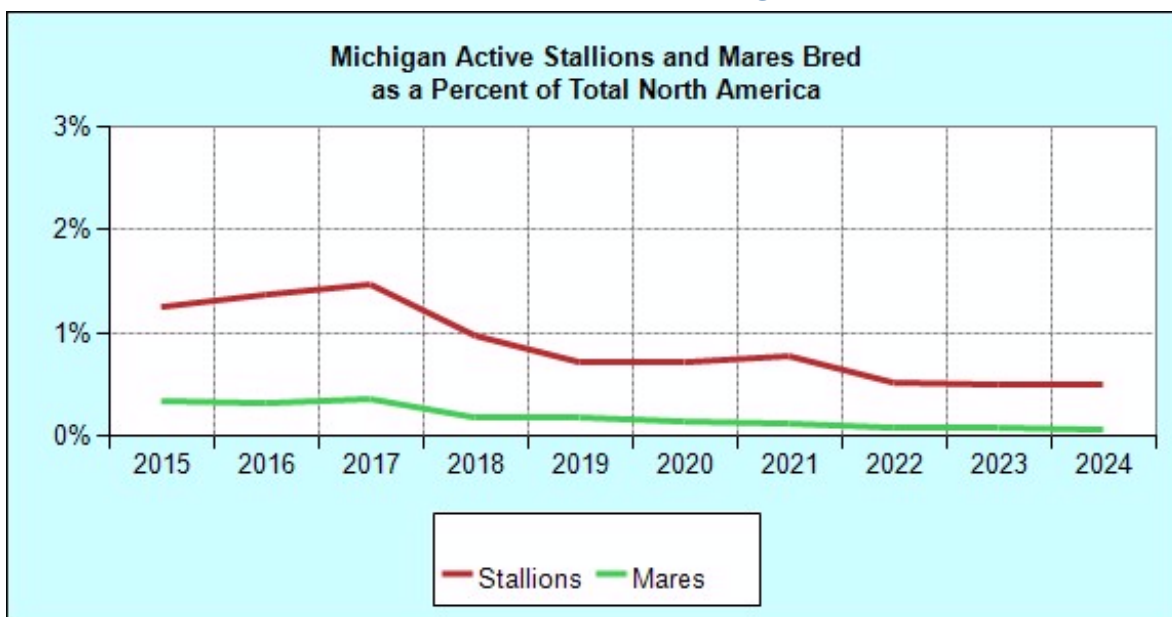 Michigan Active Stallions and Mares Bred
as a Percent of Total North America
3%
2%
1%
0%
2015 2016 2017 2018 2019 2020 2021 2022 2023 2024
Stallions Mares